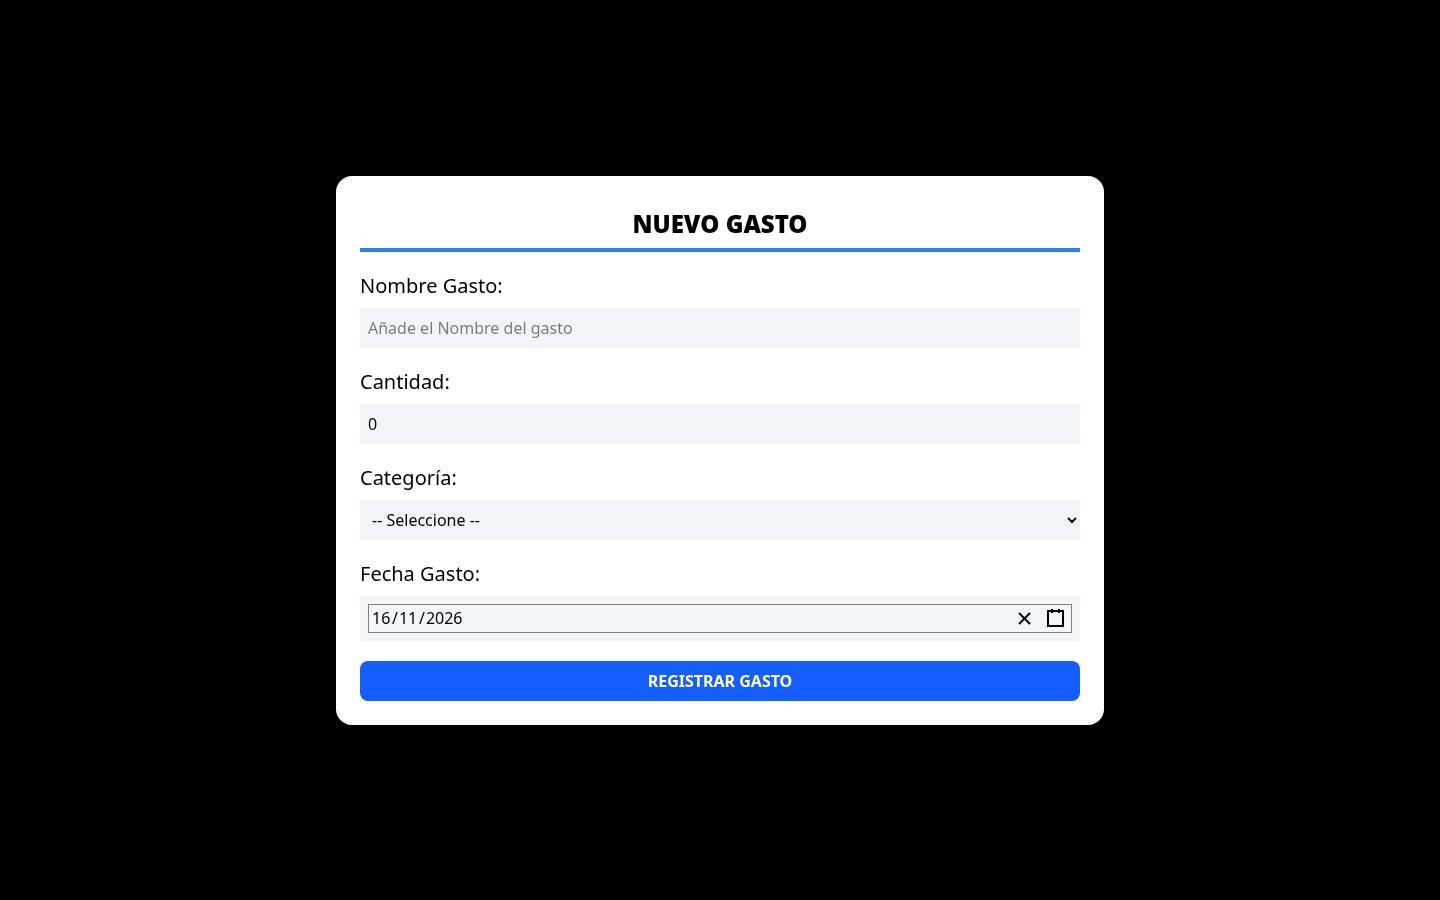 NUEVO GASTO
Nombre Gasto:
Añade el Nombre del gasto
Cantidad:
0
Categoría:
-- Seleccione --
Fecha Gasto:
16/11/2026
REGISTRAR GASTO